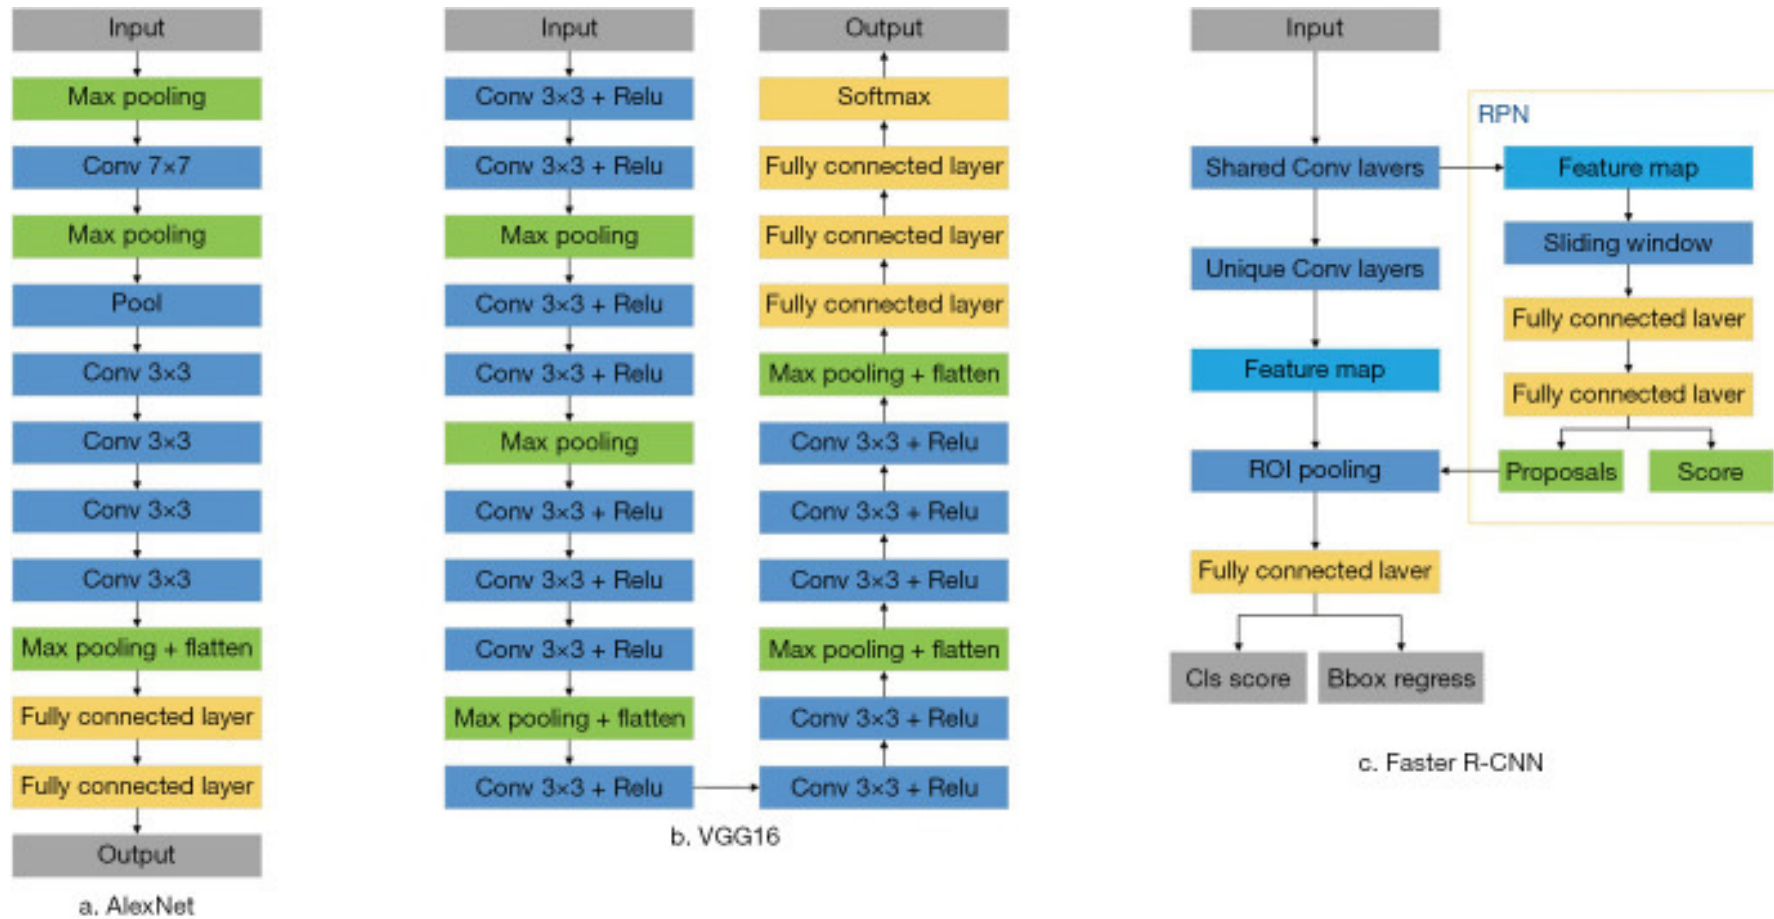 Input
Max pooling
Conv 7×7
Max pooling
Pool
Conv 3×3
Conv 3×3
Conv 3×3
Conv 3×3
Max pooling + flatten
Fully connected layer
Fully connected layer
Output
a. AlexNet
Input
Conv 3×3 + Relu
Conv 3×3 + Relu
Max pooling
Conv 3×3 + Relu
Conv 3×3 + Relu
Max pooling
Conv 3×3 + Relu
Conv 3×3 + Relu
Conv 3×3 + Relu
Max pooling + flatten
Conv 3×3 + Relu
Output
Softmax
Fully connected layer
Fully connected layer
Fully connected layer
Max pooling + flatten
Conv 3×3 + Relu
Conv 3×3 + Relu
Conv 3×3 + Relu
Max pooling + flatten
Conv 3×3 + Relu
Conv 3×3 + Relu
b. VGG16
Input
Shared Conv lavers
Unique Conv layers
Feature map
ROI pooling
Fully connected laver
Cls score
Bbox regress
RPN
Feature map
Sliding window
Fully connected laver
Fully connected laver
Proposals
Score
c. Faster R-CNN